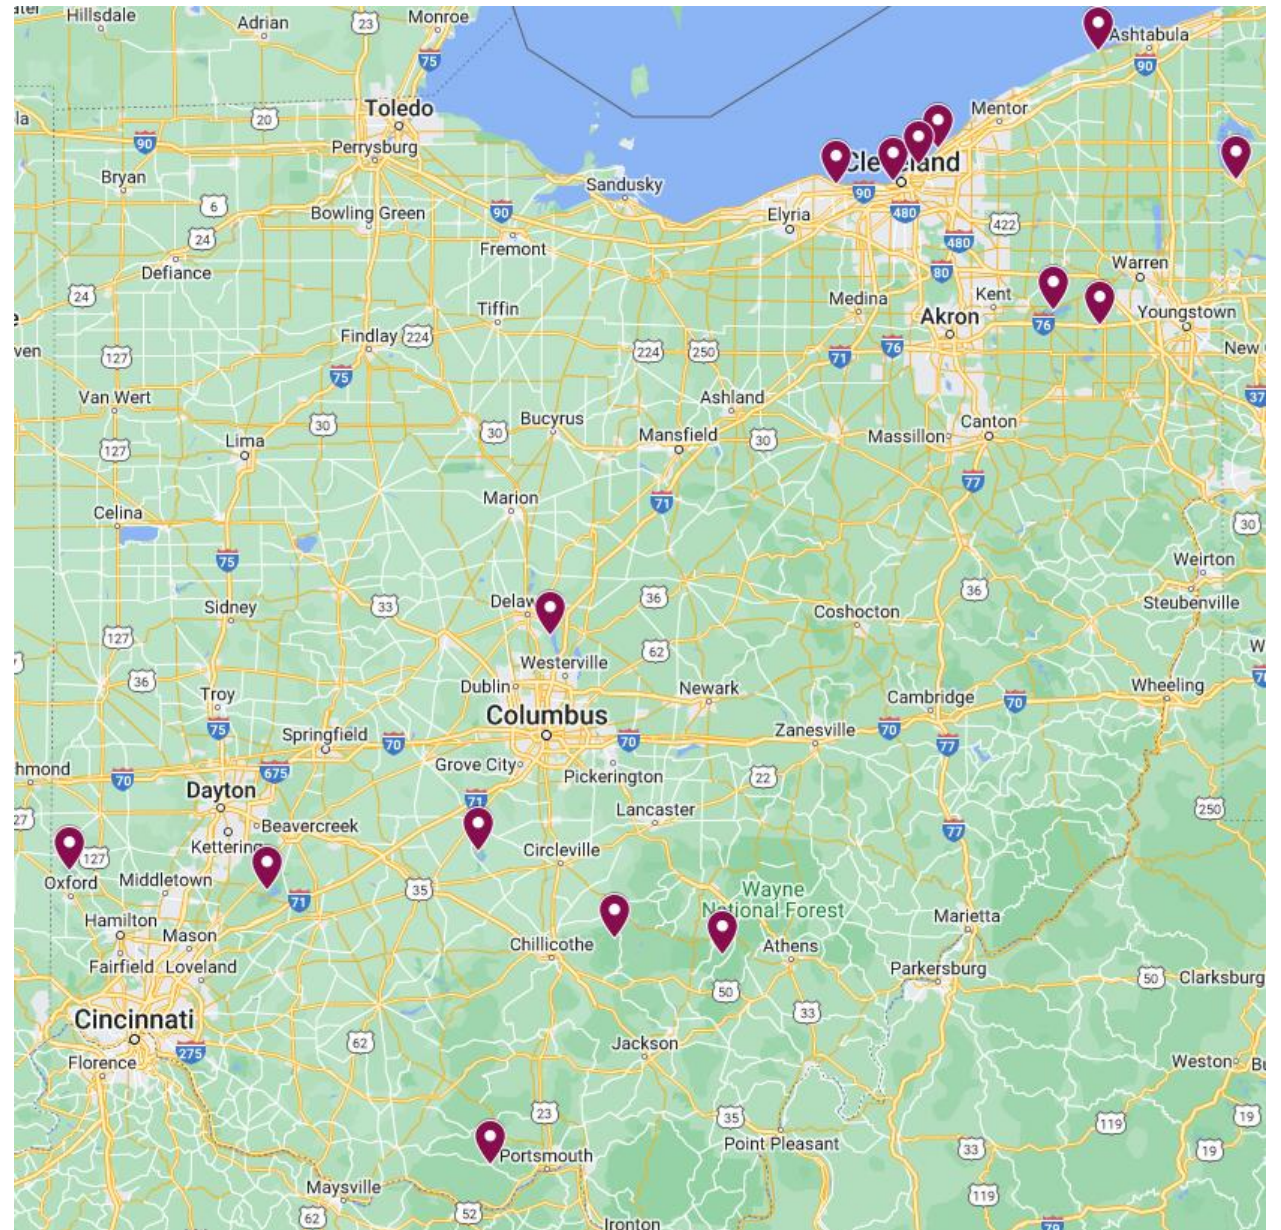 Hillsdale
Adrian
23
Monroe
Ashtabula
75
90
Toledo
Mentor
20
90
Perrysburg
Bryan
Sandusky
90
6
Bowling Green
90
Elyria
480
422
24
Fremont
480
Defiance
80
Warren
24
Medina
Kent
Tiffin
Akron
Youngstown
76
Findlay
224
127
224
250
71
76
New
75
Van Wert
Ashland
37
Bucyrus
Canton
30
30
Mansfield
30
Massillon
Lima
127
77
Marion
71
Celina
30
75
Weirton
36
Delaw
36
Steubenville
Sidney
33
Coshocton
127
62
Westerville
36
Dublin
Newark
Wheeling
Troy
Cambridge
70
Columbus
75
Springfield
70
70
Zanesville
70
77
Grove City
675
70
Pickerington
22
Dayton
71
Lancaster
250
Beavercreek
77
Kettering
Circleville
127
Oxford
Middletown
35
Wayne
National Forest
71
Hamilton
Marietta
Mason
Chillicothe
Athens
Fairfield
Loveland
Parkersburg
50
Clarksburg
50
33
Cincinnati
62
Jackson
275
Florence
Weston
23
35
119
19
Point Pleasant
33
19
Portsmouth
Maysville
119
62
52
Ironton
79